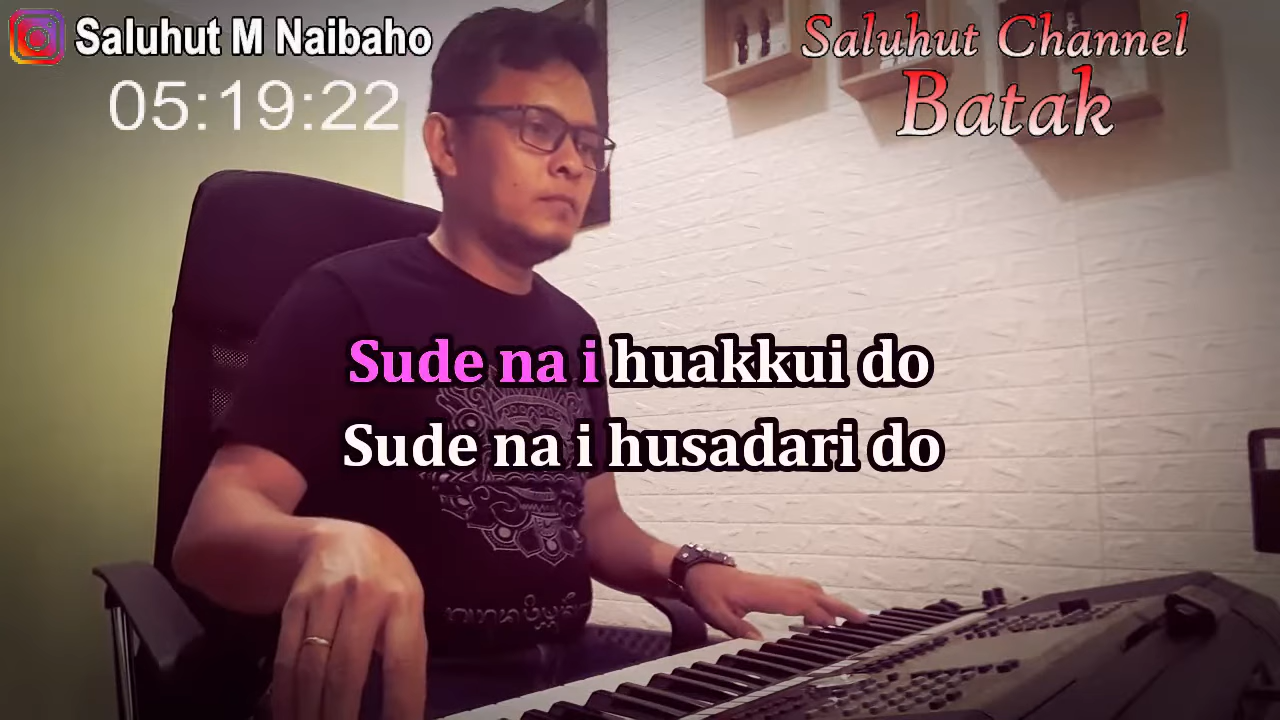 Saluhut M Naibaho
05:19:22
Saluhut Channel
Batak
Sude na i huakkui do
Sude na i husadari do